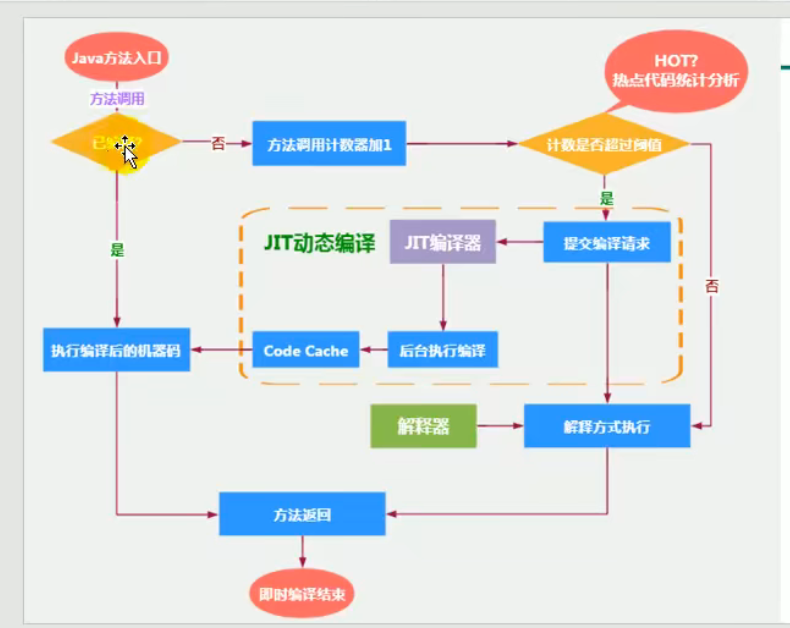 Java方法入口
HOT?
热点代码统计分析
方法调用
否
方法调用计数器加1
计数是否超过阈值
是
JIT动态编译
JIT编译器
提交编译请求
是
否
执行编译后的机器码
Code Cache
后台执行编译
解释器
解释方式执行
方法返回
即时编译结束